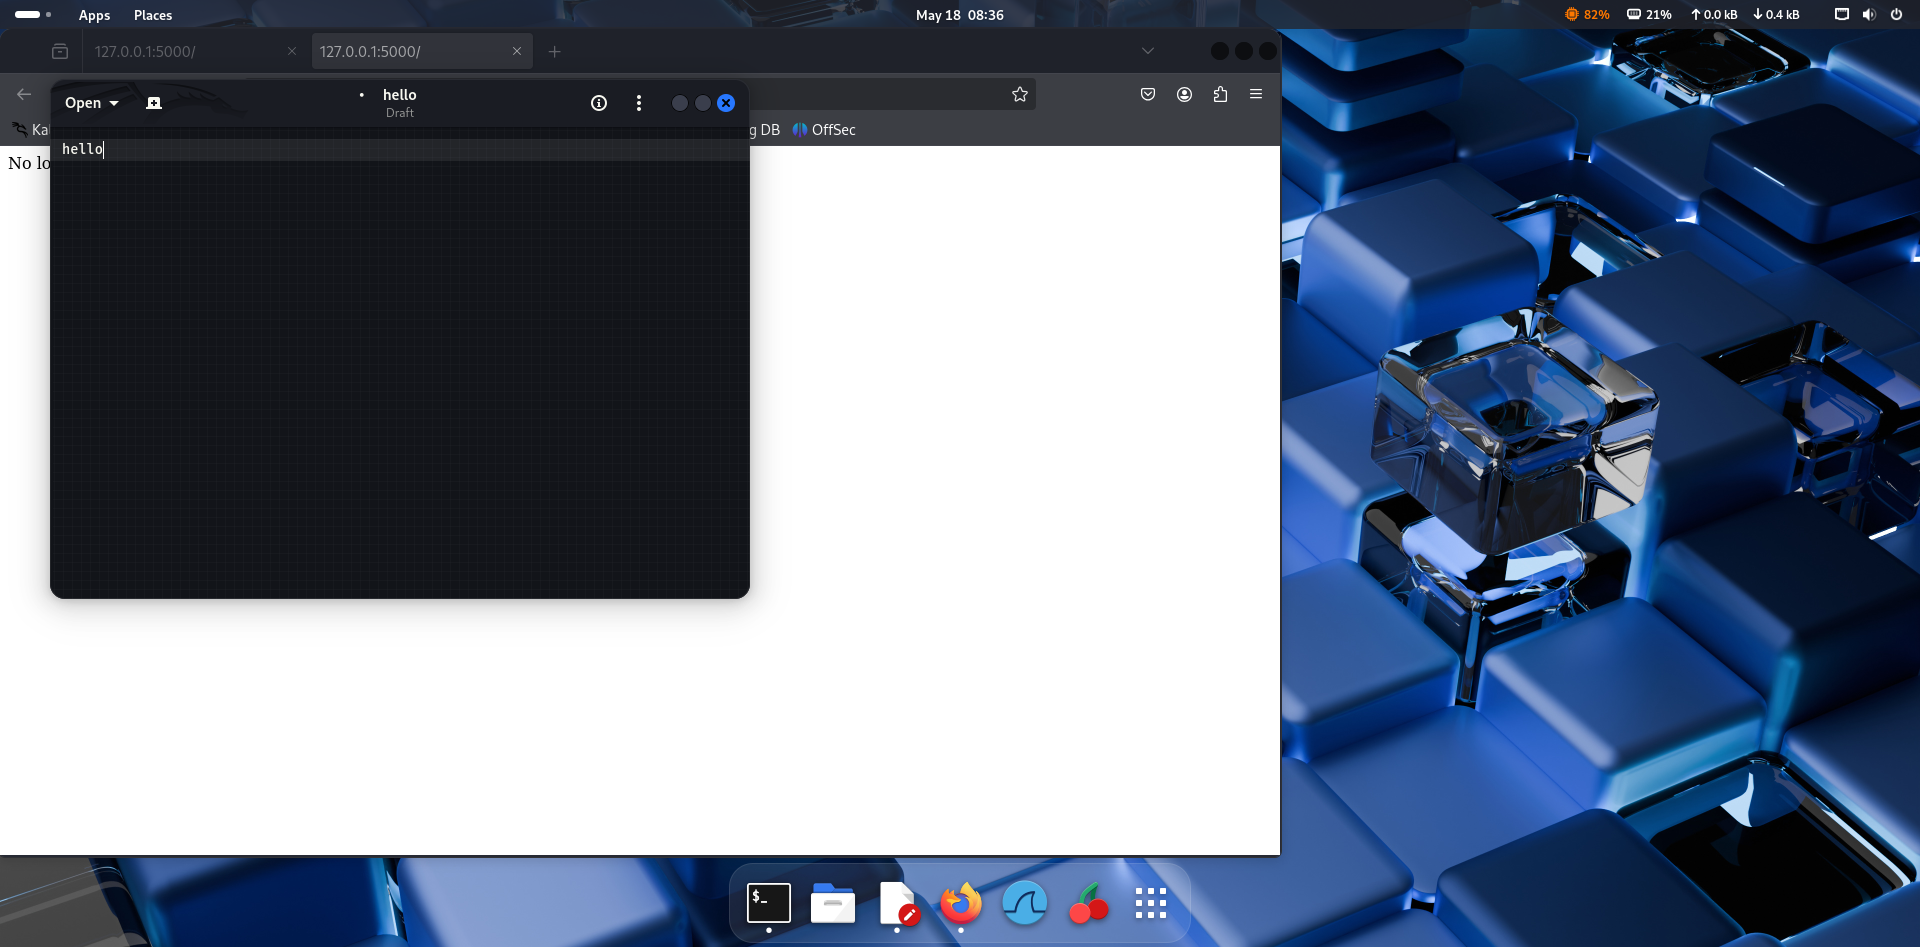 Apps Places May 18 08:36 82% 21% 0.0 kB 0.4 kB
127.0.0.1:5000/ 127.0.0.1:5000/
Open hello
Draft
Ka g DB OffSec
hello
No lo
$_